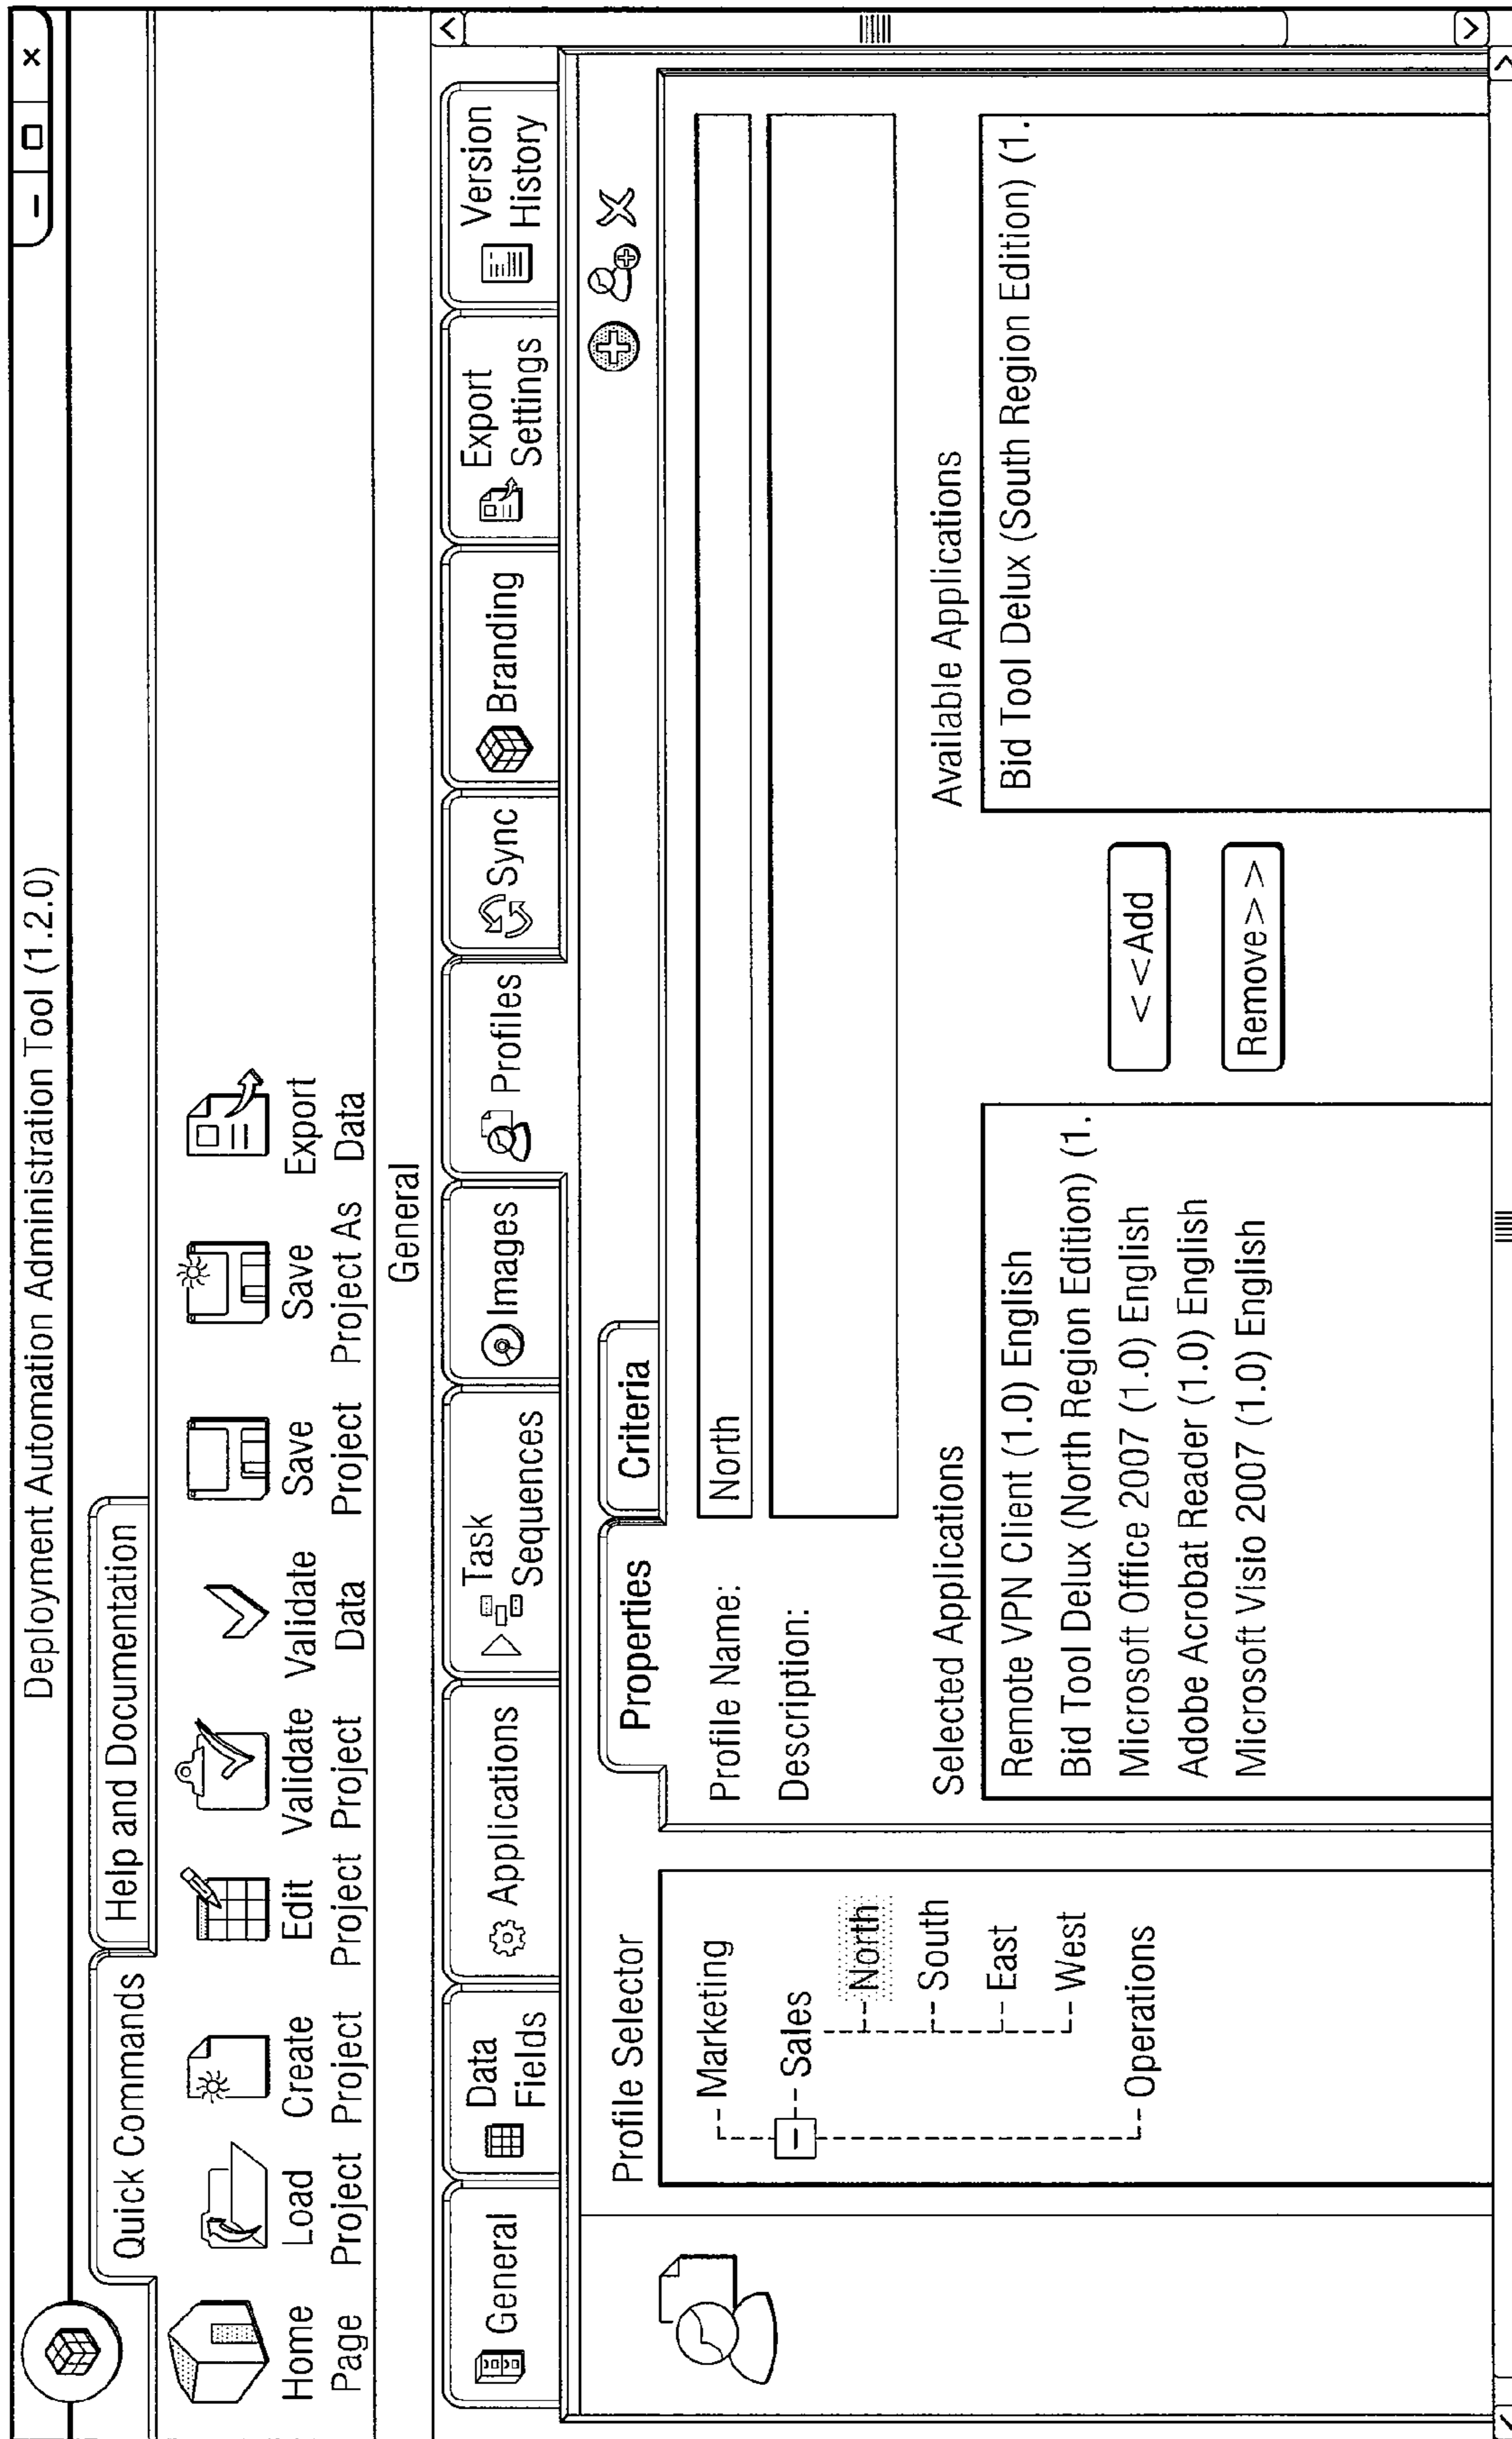 Deployment Automation Administration Tool (1.2.0)
Quick Commands
Help and Documentation
Home Page
Load Project
Create Project
Edit Project
Validate Project
Validate Data
Save Project
Save Project As
Export Data
General
General
Data Fields
Applications
Task Sequences
Images
Profiles
Sync
Branding
Export Settings
Version History
Profile Selector
Marketing
Sales
North
South
East
West
Operations
Properties
Criteria
Profile Name:
North
Description:
Selected Applications
Remote VPN Client (1.0) English
Bid Tool Delux (North Region Edition) (1.
Microsoft Office 2007 (1.0) English
Adobe Acrobat Reader (1.0) English
Microsoft Visio 2007 (1.0) English
< <Add
Remove> >
Available Applications
Bid Tool Delux (South Region Edition) (1.